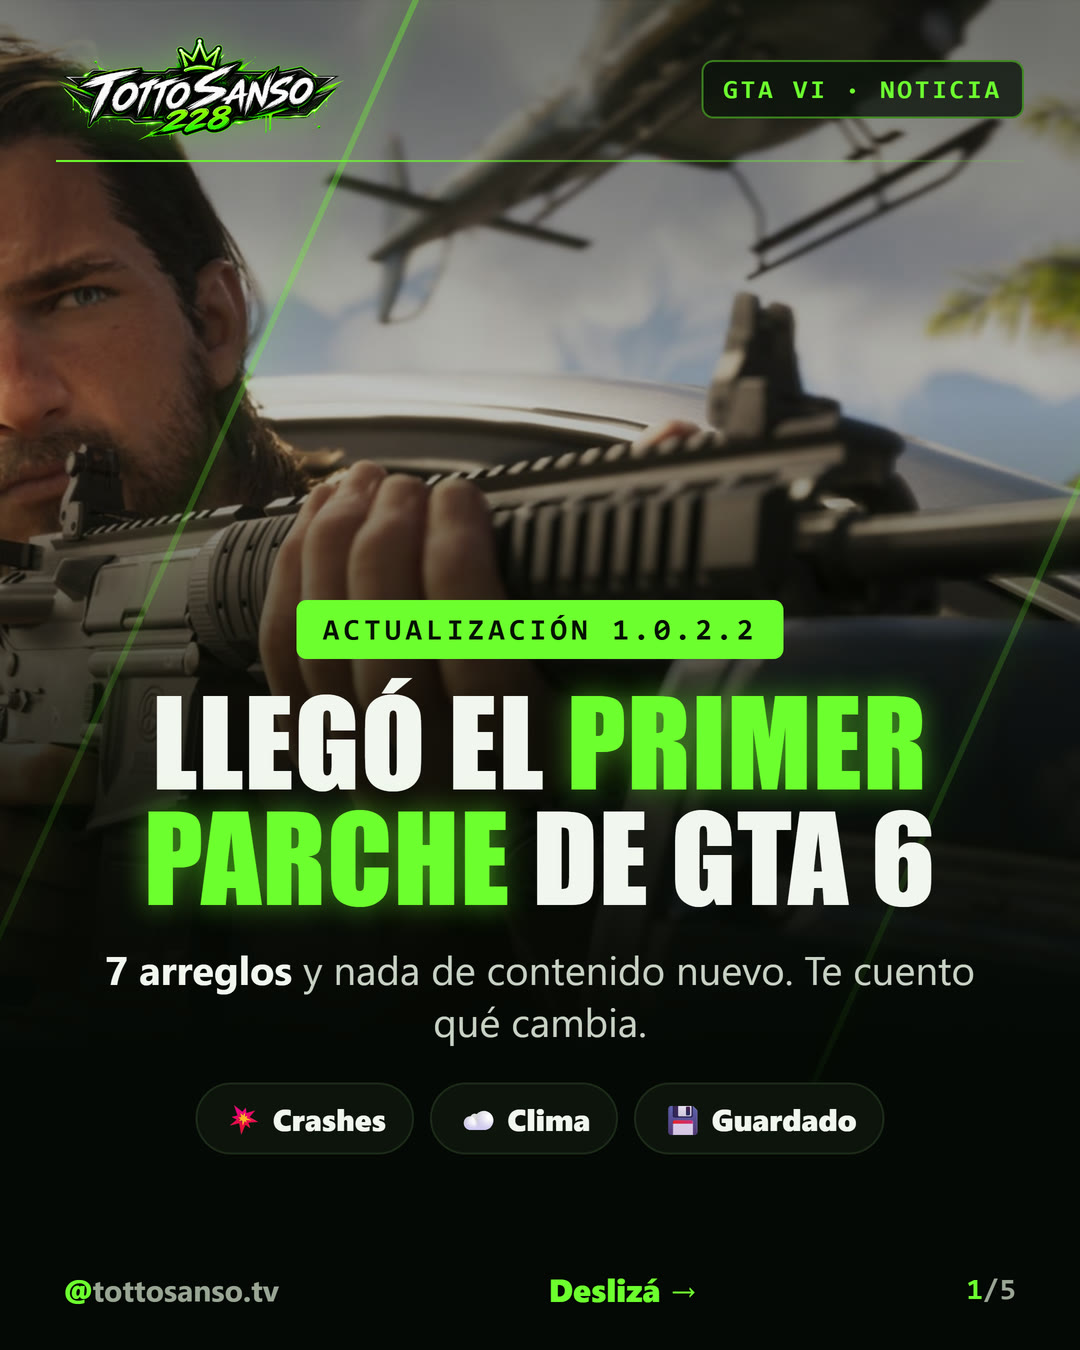 TOTTOSANSO
228
GTA VI · NOTICIA
ACTUALIZACIÓN 1.0.2.2
LLEGÓ EL PRIMER
PARCHE DE GTA 6
7 arreglos y nada de contenido nuevo. Te cuento
qué cambia.
Crashes
Clima
Guardado
@tottosanso.tv
Deslizá →
1/5